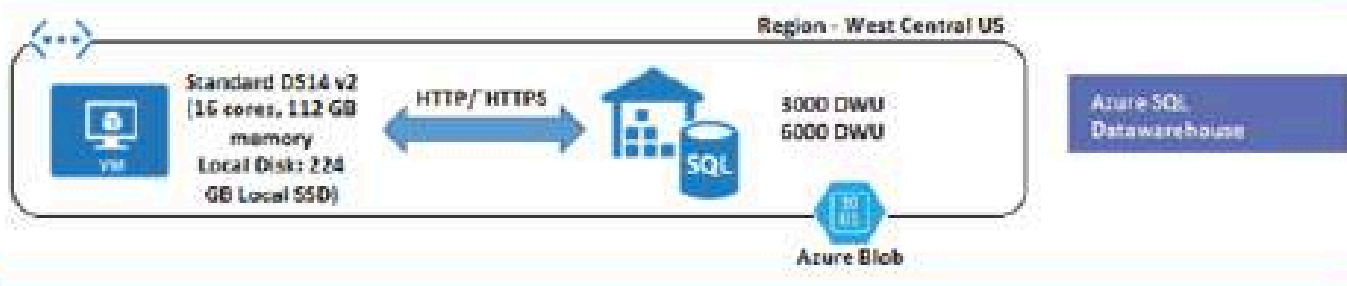 Region - West Central US
Standard DS14 v2
(16 cores, 112 GB
memory
Local Disk: 224
GB Local SSD)
VM
HTTP/ HTTPS
SQL
3000 DWU
6000 DWU
Azure Blob
Azure SQL
Datawarehouse